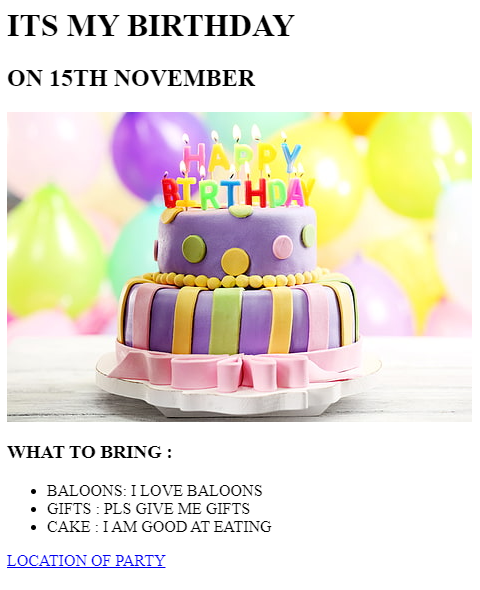 ITS MY BIRTHDAY
ON 15TH NOVEMBER
HAPPY
BIRTHDAY
WHAT TO BRING :
BALOONS: I LOVE BALOONS
GIFTS : PLS GIVE ME GIFTS
CAKE : I AM GOOD AT EATING
LOCATION OF PARTY